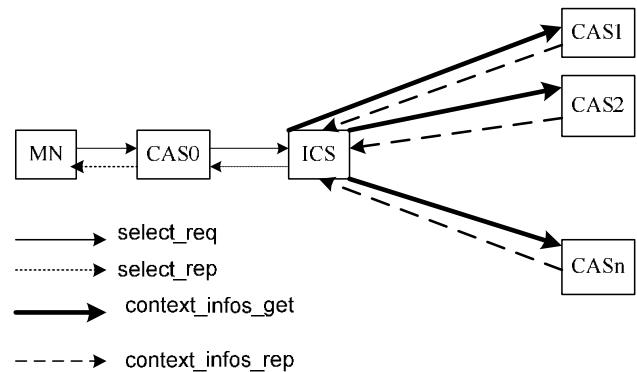 CAS1
CAS2
MN
CAS0
ICS
CASn
select_req
select_rep
context_infos_get
context_infos_rep